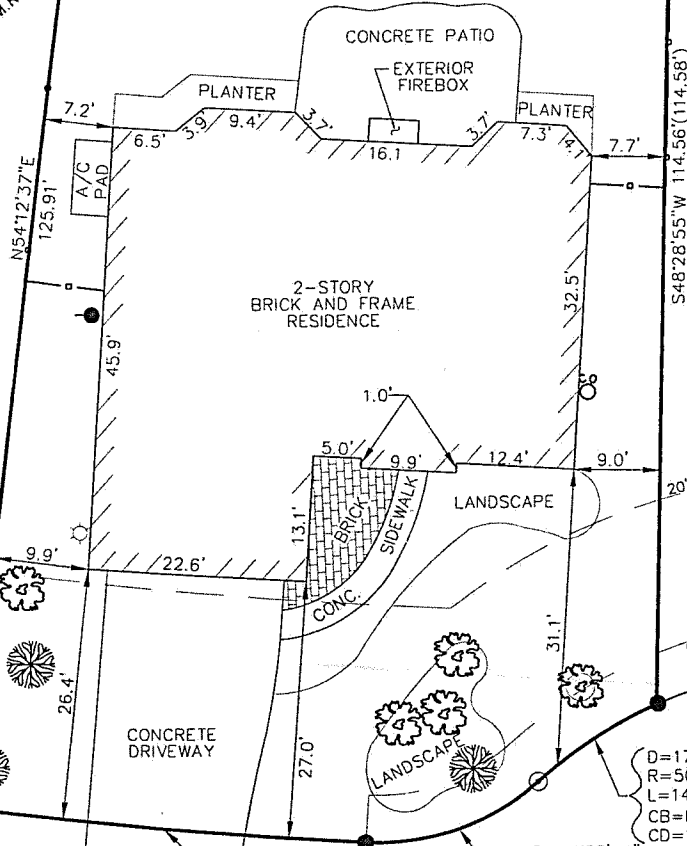 CONCRETE PATIO
EXTERIOR
FIREBOX
PLANTER
PLANTER
7.2'
6.5'
3.9'
9.4'
3.7'
16.1
3.7'
7.3'
4.1'
7.7'
A/C
PAD
N54°12'37"E
125.91'
S48°28'55"W 114.56'(114.58')
2-STORY
BRICK AND FRAME
RESIDENCE
45.9'
32.5'
1.0'
5.0'
9.9'
12.4'
9.0'
20'
13.1'
BRICK
SIDEWALK
CONC.
LANDSCAPE
9.9'
22.6'
26.4'
27.0'
31.1'
CONCRETE
DRIVEWAY
LANDSCAPE
D=17
R=50
L=14
CB=
CD=